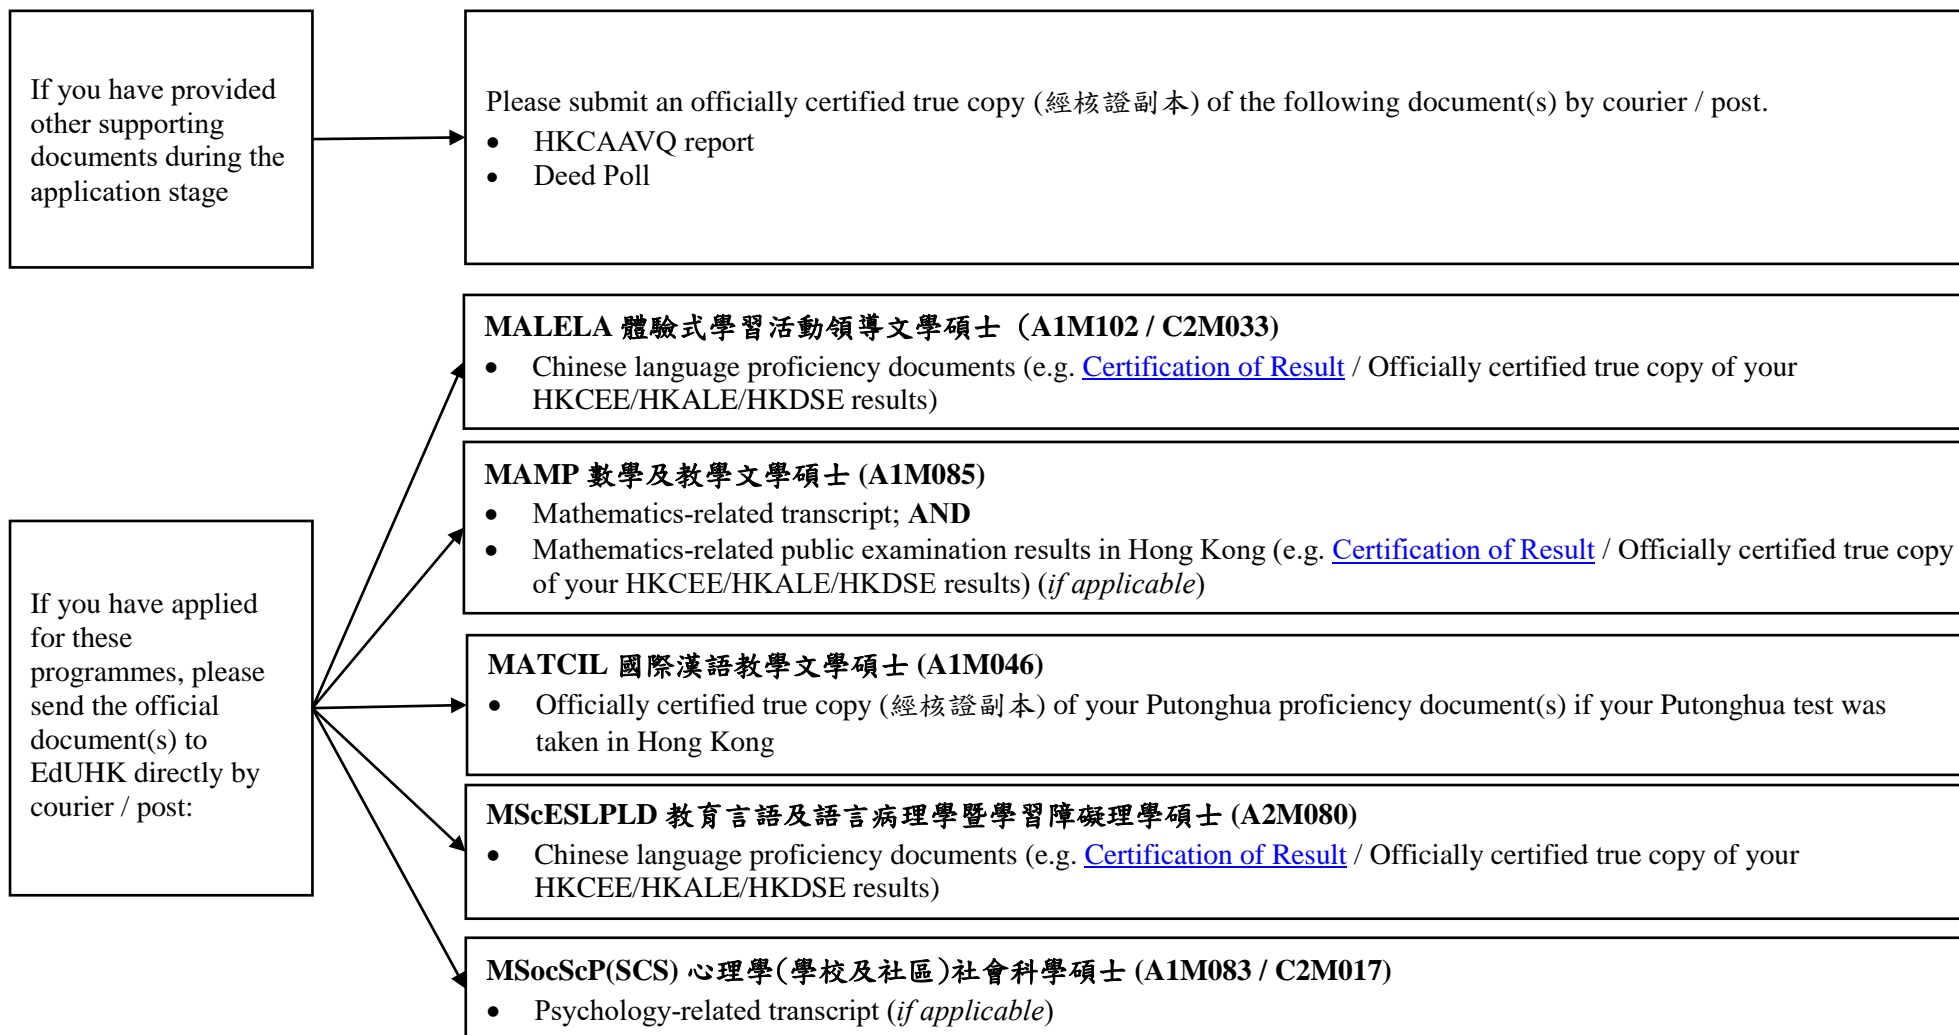 If you have provided
other supporting
documents during the
application stage
Please submit an officially certified true copy (經核證副本) of the following document(s) by courier / post.
• HKCAAVQ report
• Deed Poll
If you have applied
for these
programmes, please
send the official
document(s) to
EdUHK directly by
courier / post:
MALELA 體驗式學習活動領導文學碩士（A1M102 / C2M033)
• Chinese language proficiency documents (e.g. Certification of Result / Officially certified true copy of your
HKCEE/HKALE/HKDSE results)
MAMP 數學及教學文學碩士 (A1M085)
• Mathematics-related transcript; AND
• Mathematics-related public examination results in Hong Kong (e.g. Certification of Result / Officially certified true copy
of your HKCEE/HKALE/HKDSE results) (if applicable)
MATCIL 國際漢語教學文學碩士 (A1M046)
• Officially certified true copy (經核證副本) of your Putonghua proficiency document(s) if your Putonghua test was
taken in Hong Kong
MScESLPLD 教育言語及語言病理學暨學習障礙理學碩士 (A2M080)
• Chinese language proficiency documents (e.g. Certification of Result / Officially certified true copy of your
HKCEE/HKALE/HKDSE results)
MSocScP(SCS) 心理學(學校及社區)社會科學碩士 (A1M083 / C2M017)
• Psychology-related transcript (if applicable)